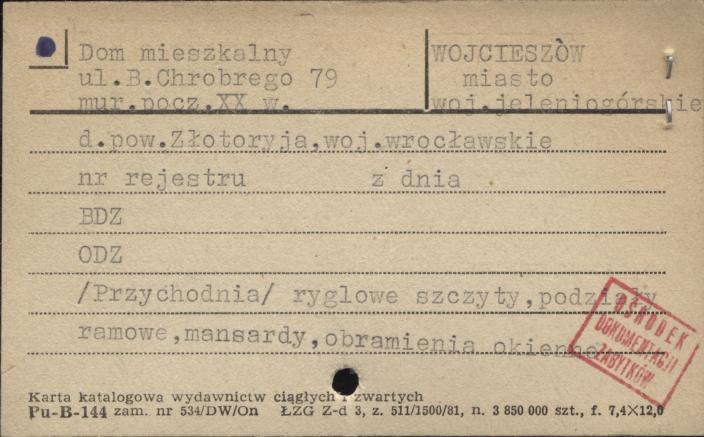 Dom mieszkalny
ul.B.Chrobrego 79
mur.pocz.XX w.
WOJCIESZÒW
miasto
woj.jeleniogórskie
d.pow.Złotoryja,woj.wrocławskie
nr rejestru z dnia
BDZ
ODZ
/Przychodnia/ ryglowe szczyty,podziały
ramowe,mansardy,obramienia okienne
OŚRODEK
DOKUMENTACJI
ZABYTKÓW
Karta katalogowa wydawnictw ciągłych i zwartych
Pu-B-144 zam. nr 534/DW/On ŁZG Z-d 3, z. 511/1500/81, n. 3 850 000 szt., f. 7,4×12,0